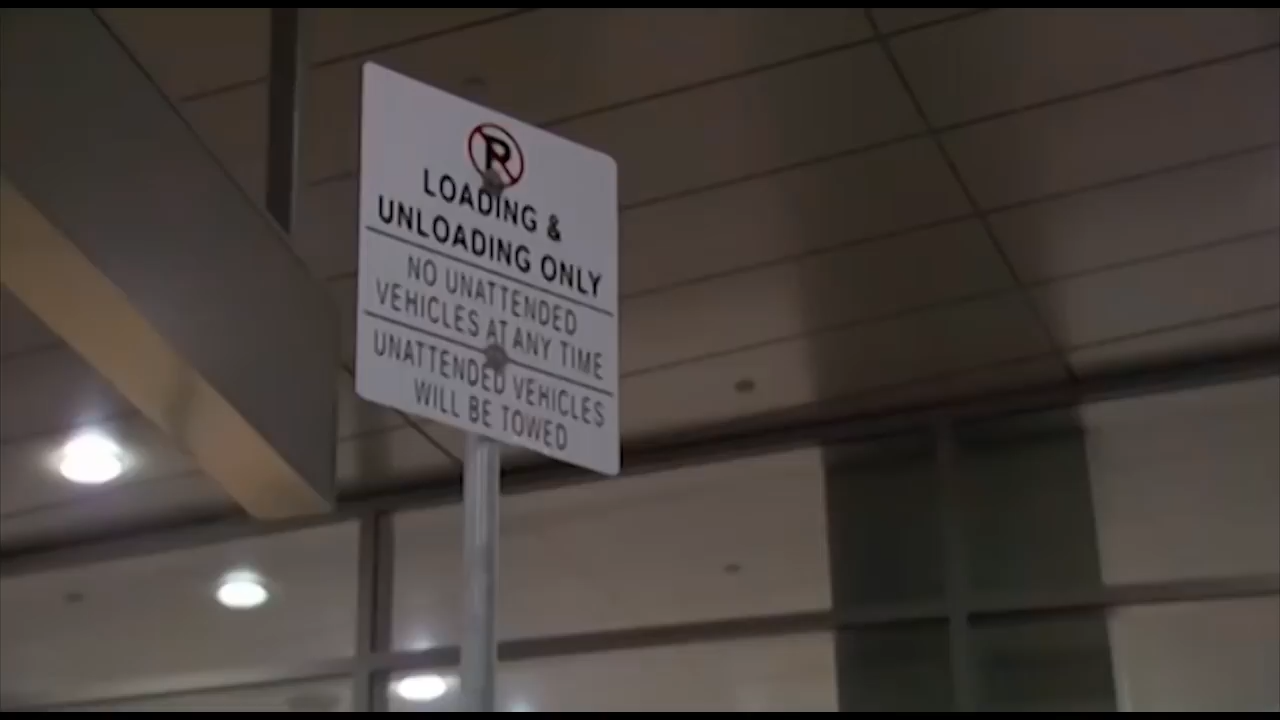 P
LOADING &
UNLOADING ONLY
NO UNATTENDED
VEHICLES AT ANY TIME
UNATTENDED VEHICLES
WILL BE TOWED